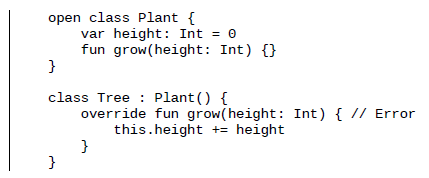 open class Plant {
    var height: Int = 0
    fun grow(height: Int) {}
}

class Tree : Plant() {
    override fun grow(height: Int) { // Error
        this.height += height
    }
}